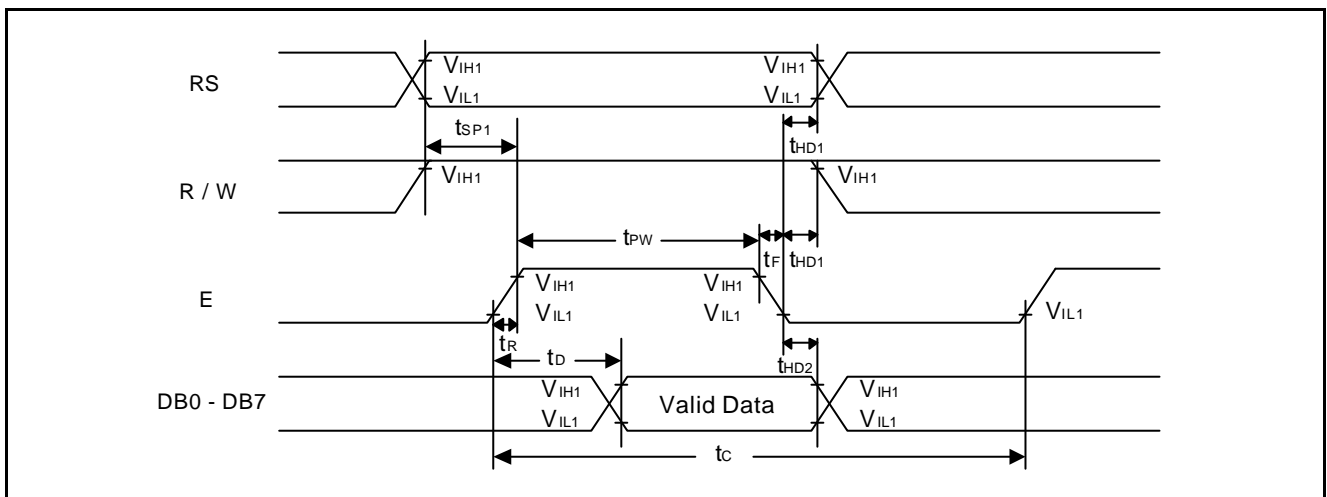 RS
VIH1
VIL1
VIH1
VIL1
tSP1
tHD1
R / W
VIH1
VIH1
tPW
tF
tHD1
E
VIH1
VIL1
VIH1
VIL1
VIL1
tR
tD
tHD2
DB0 - DB7
VIH1
VIL1
Valid Data
VIH1
VIL1
tC